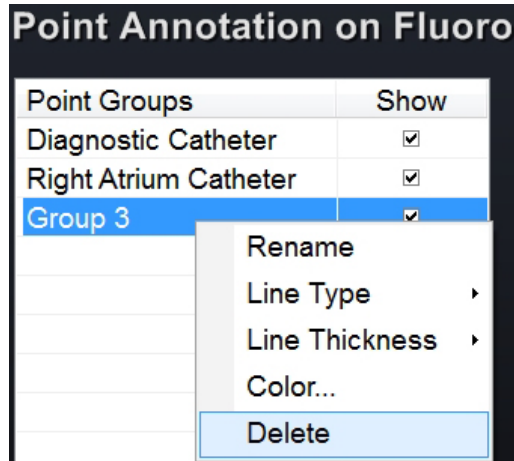 Point Annotation on Fluoro
Point Groups Show
Diagnostic Catheter
Right Atrium Catheter
Group 3
Rename
Line Type
Line Thickness
Color...
Delete